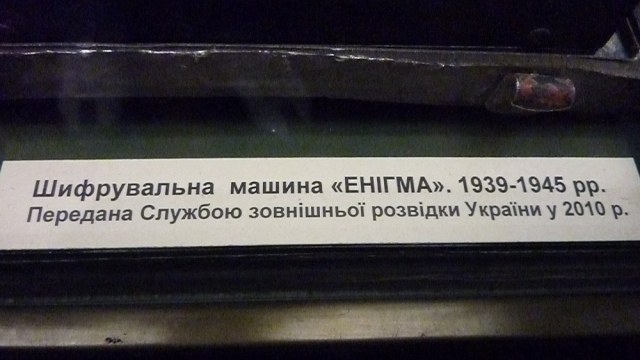 Шифрувальна машина «ЕНІГМА». 1939-1945 рр.
Передана Службою зовнішньої розвідки України у 2010 р.